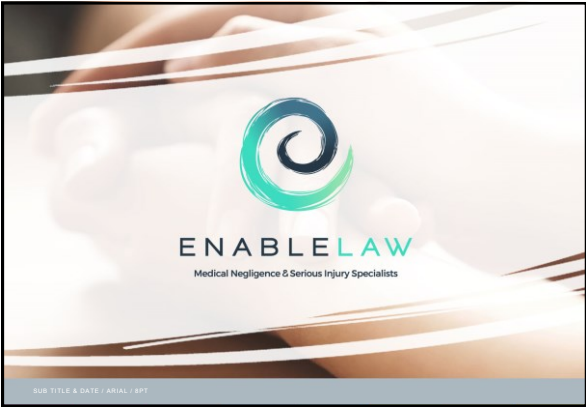 ENABLELAW
Medical Negligence & Serious Injury Specialists
SUB TITLE & DATE / ARIAL / 8PT